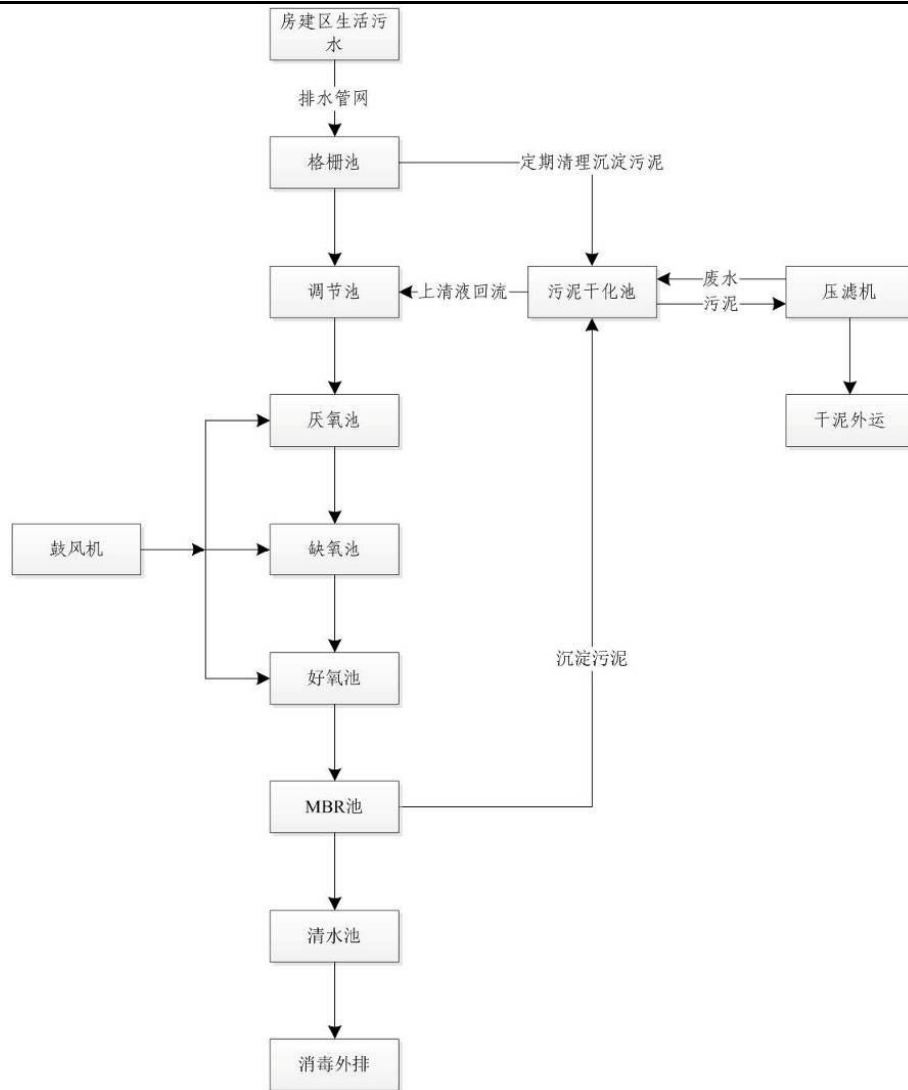 房建区生活污
水
排水管网
格栅池
定期清理沉淀污泥
调节池
上清液回流
污泥干化池
废水
污泥
压滤机
厌氧池
干泥外运
鼓风机
缺氧池
好氧池
沉淀污泥
MBR池
清水池
消毒外排